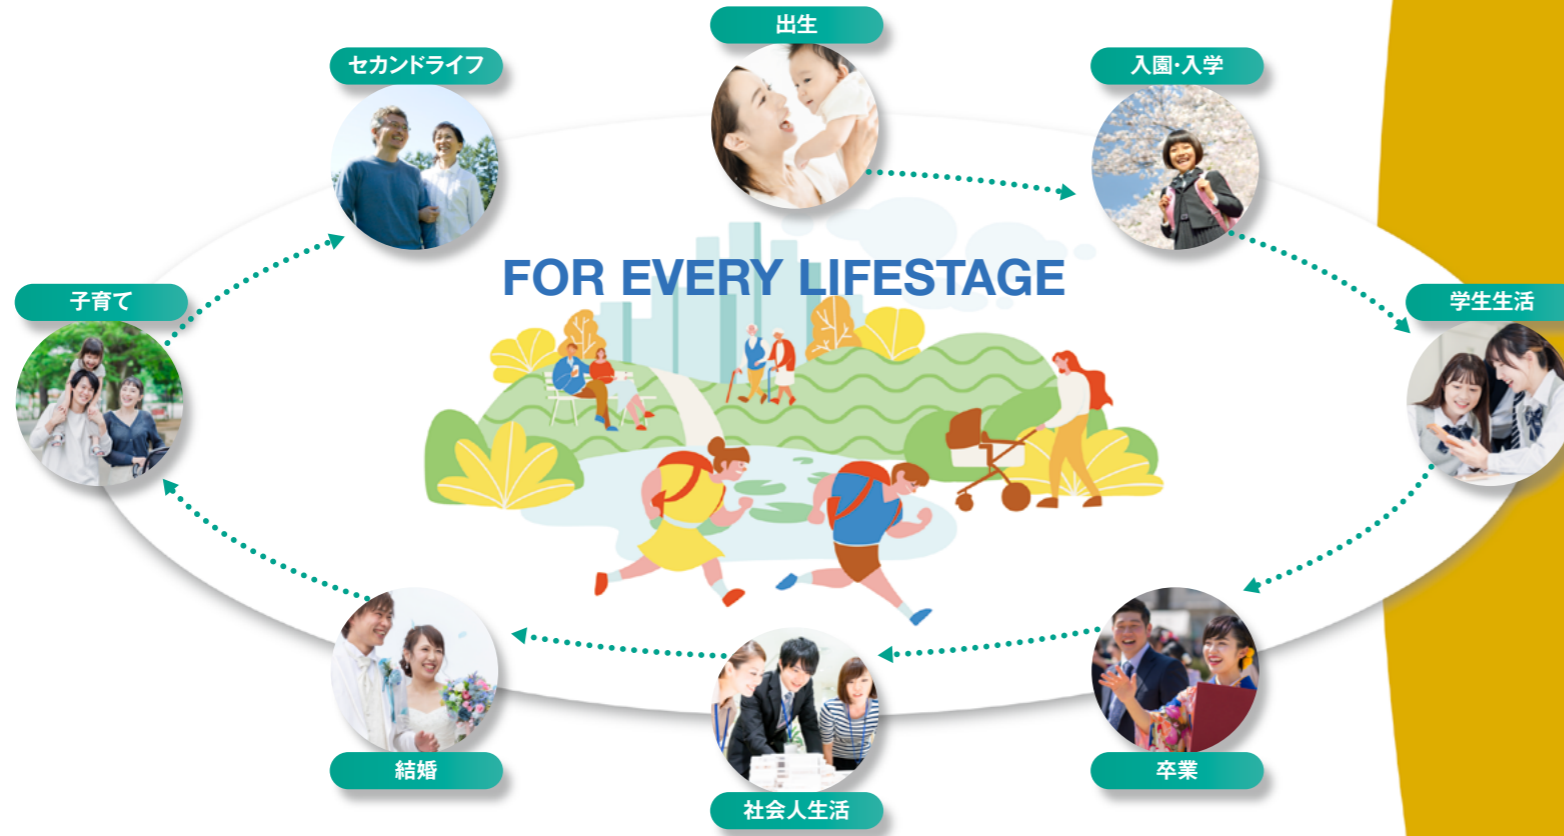 出生
入園・入学
学生生活
卒業
社会人生活
結婚
子育て
セカンドライフ
FOR EVERY LIFESTAGE